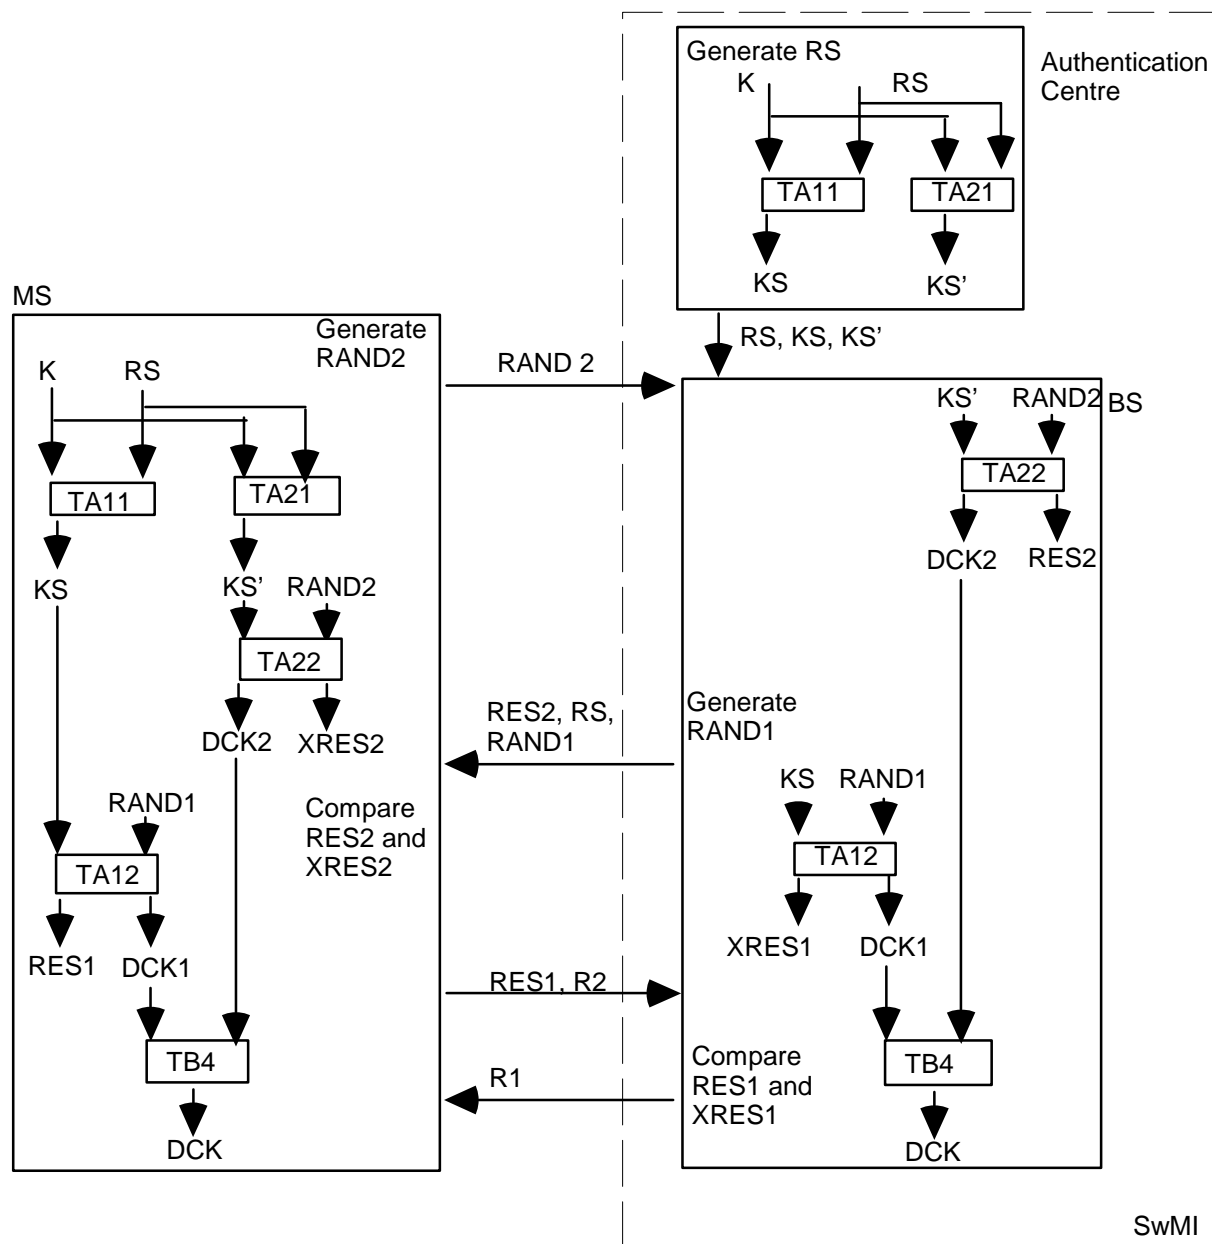 Generate RS
K
RS
TA11
TA21
KS
KS’
Authentication
Centre
RS, KS, KS’
MS
Generate
RAND2
K
RS
TA11
TA21
KS
KS’
RAND2
TA22
DCK2
XRES2
RAND1
Compare
RES2 and
XRES2
TA12
RES1
DCK1
TB4
DCK
RAND 2
RES2, RS,
RAND1
RES1, R2
R1
BS
KS’
RAND2
TA22
DCK2
RES2
Generate
RAND1
KS
RAND1
TA12
XRES1
DCK1
Compare
RES1 and
XRES1
TB4
DCK
SwMI